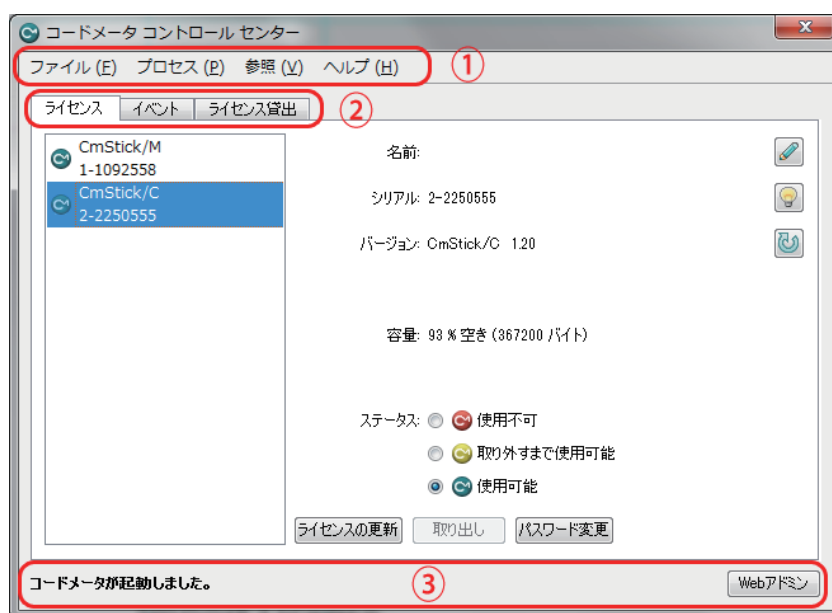 コードメータ コントロール センター
ファイル (F) プロセス (P) 参照 (V) ヘルプ (H) ①
ライセンス イベント ライセンス貸出 ②
CmStick/M
1-1092558
CmStick/C
2-2250555
名前:
シリアル: 2-2250555
バージョン: CmStick/C 1.20
容量: 93 % 空き (367200 バイト)
ステータス: 使用不可
取り外すまで使用可能
使用可能
ライセンスの更新 取り出し パスワード変更
コードメータが起動しました。 ③ Webアドミン